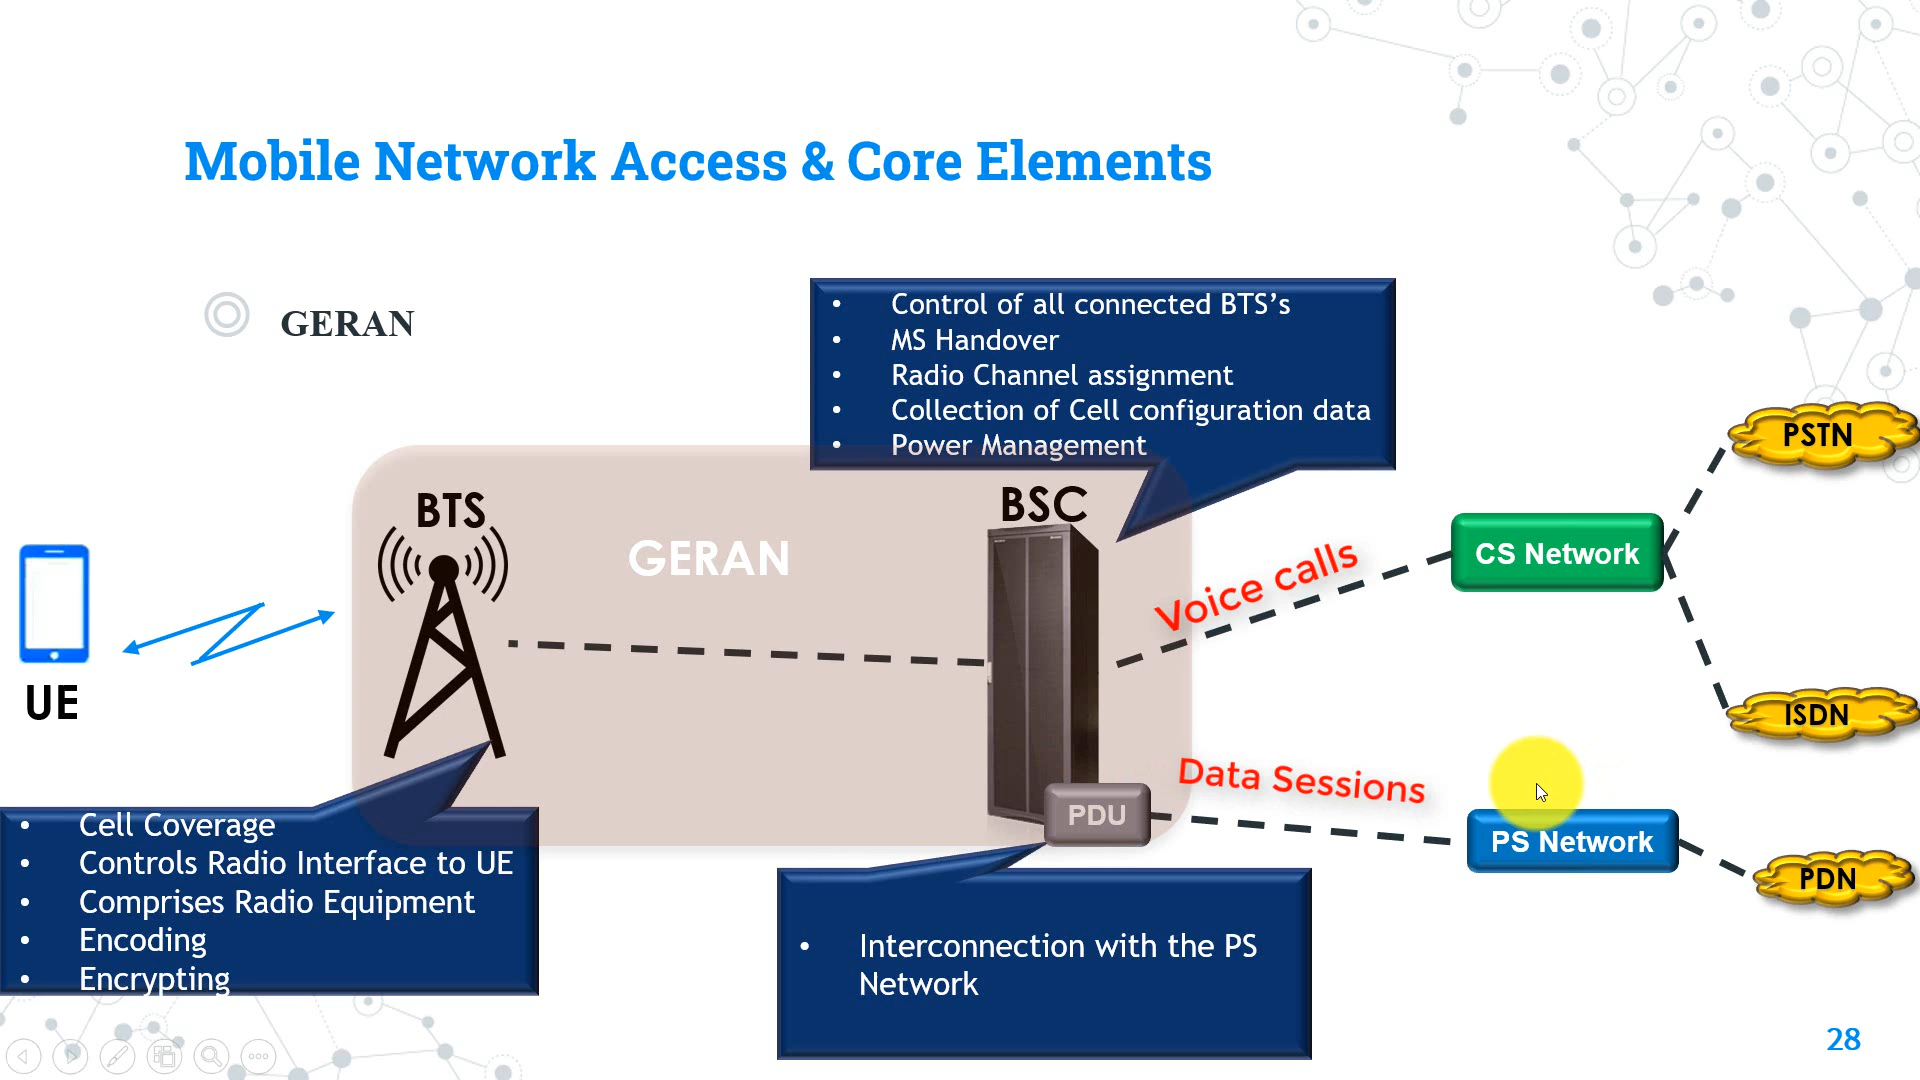 Mobile Network Access & Core Elements
GERAN
• Control of all connected BTS’s
• MS Handover
• Radio Channel assignment
• Collection of Cell configuration data
• Power Management
PSTN
BTS
BSC
GERAN
Voice calls
CS Network
UE
ISDN
Data Sessions
PDU
PS Network
PDN
• Cell Coverage
• Controls Radio Interface to UE
• Comprises Radio Equipment
• Encoding
• Encrypting
• Interconnection with the PS
Network
28